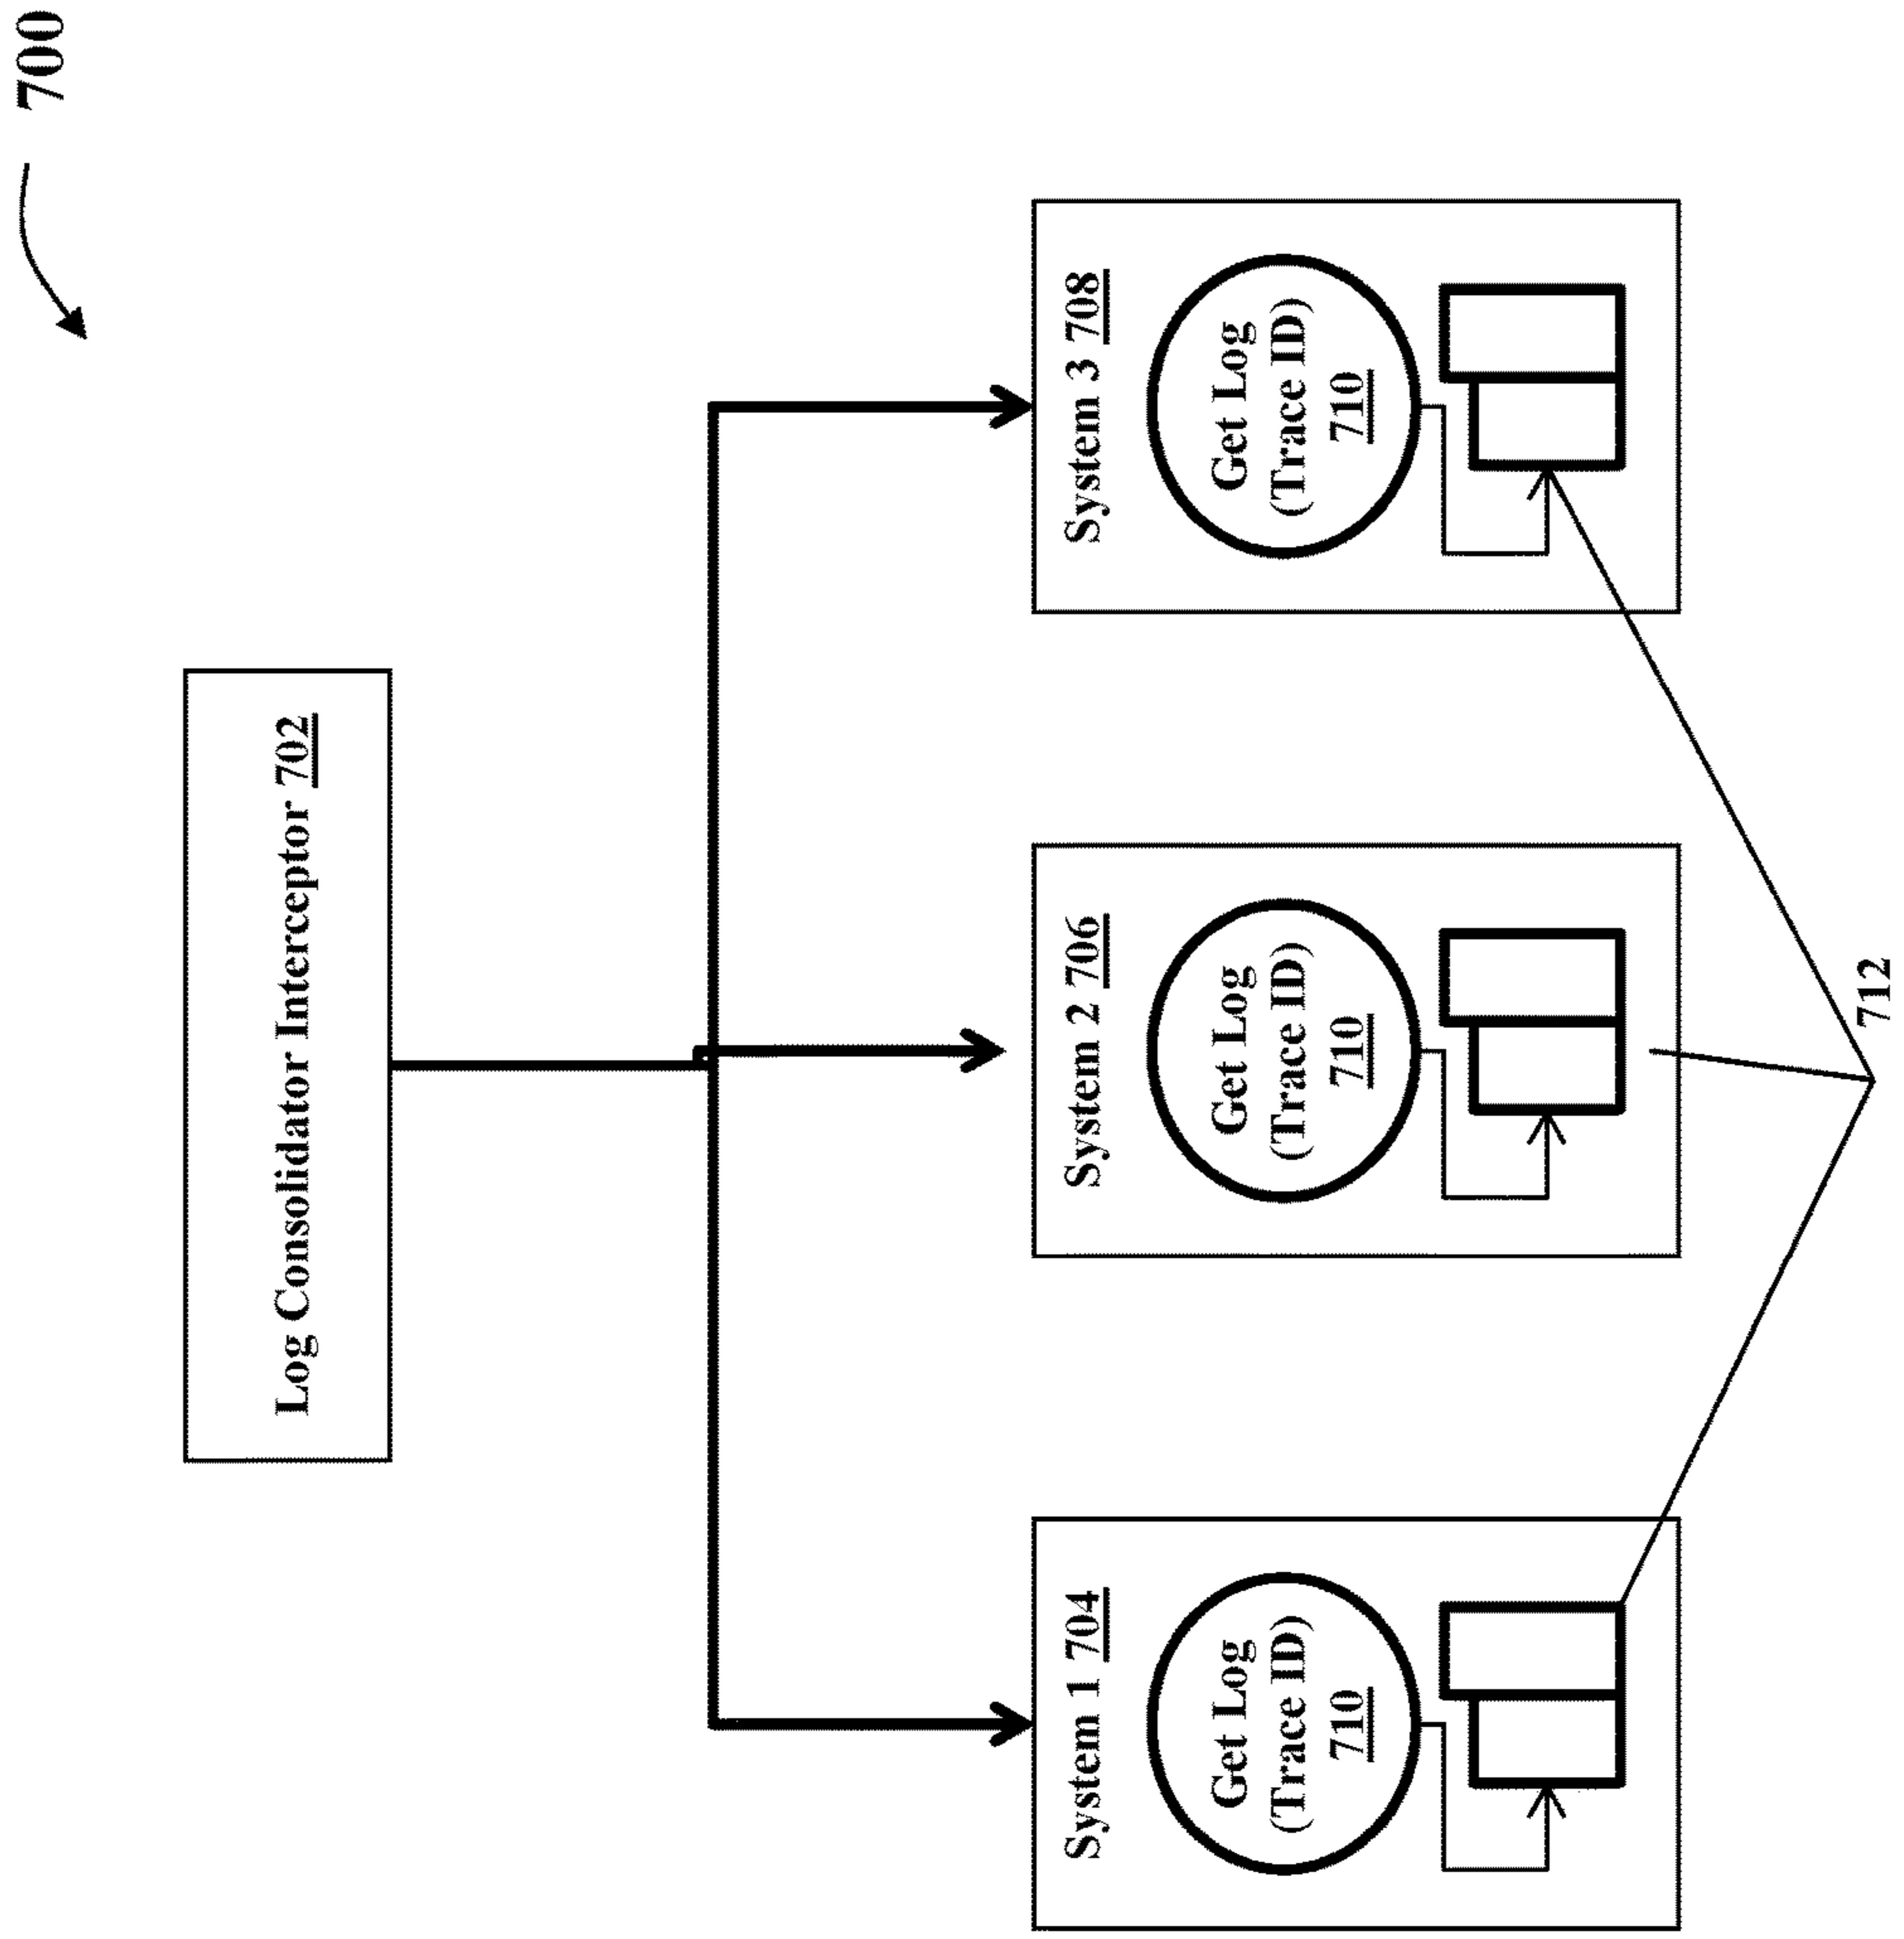 700
Log Consolidator Interceptor 702
System 1 704
Get Log
(Trace ID)
710
System 2 706
Get Log
(Trace ID)
710
System 3 708
Get Log
(Trace ID)
710
712